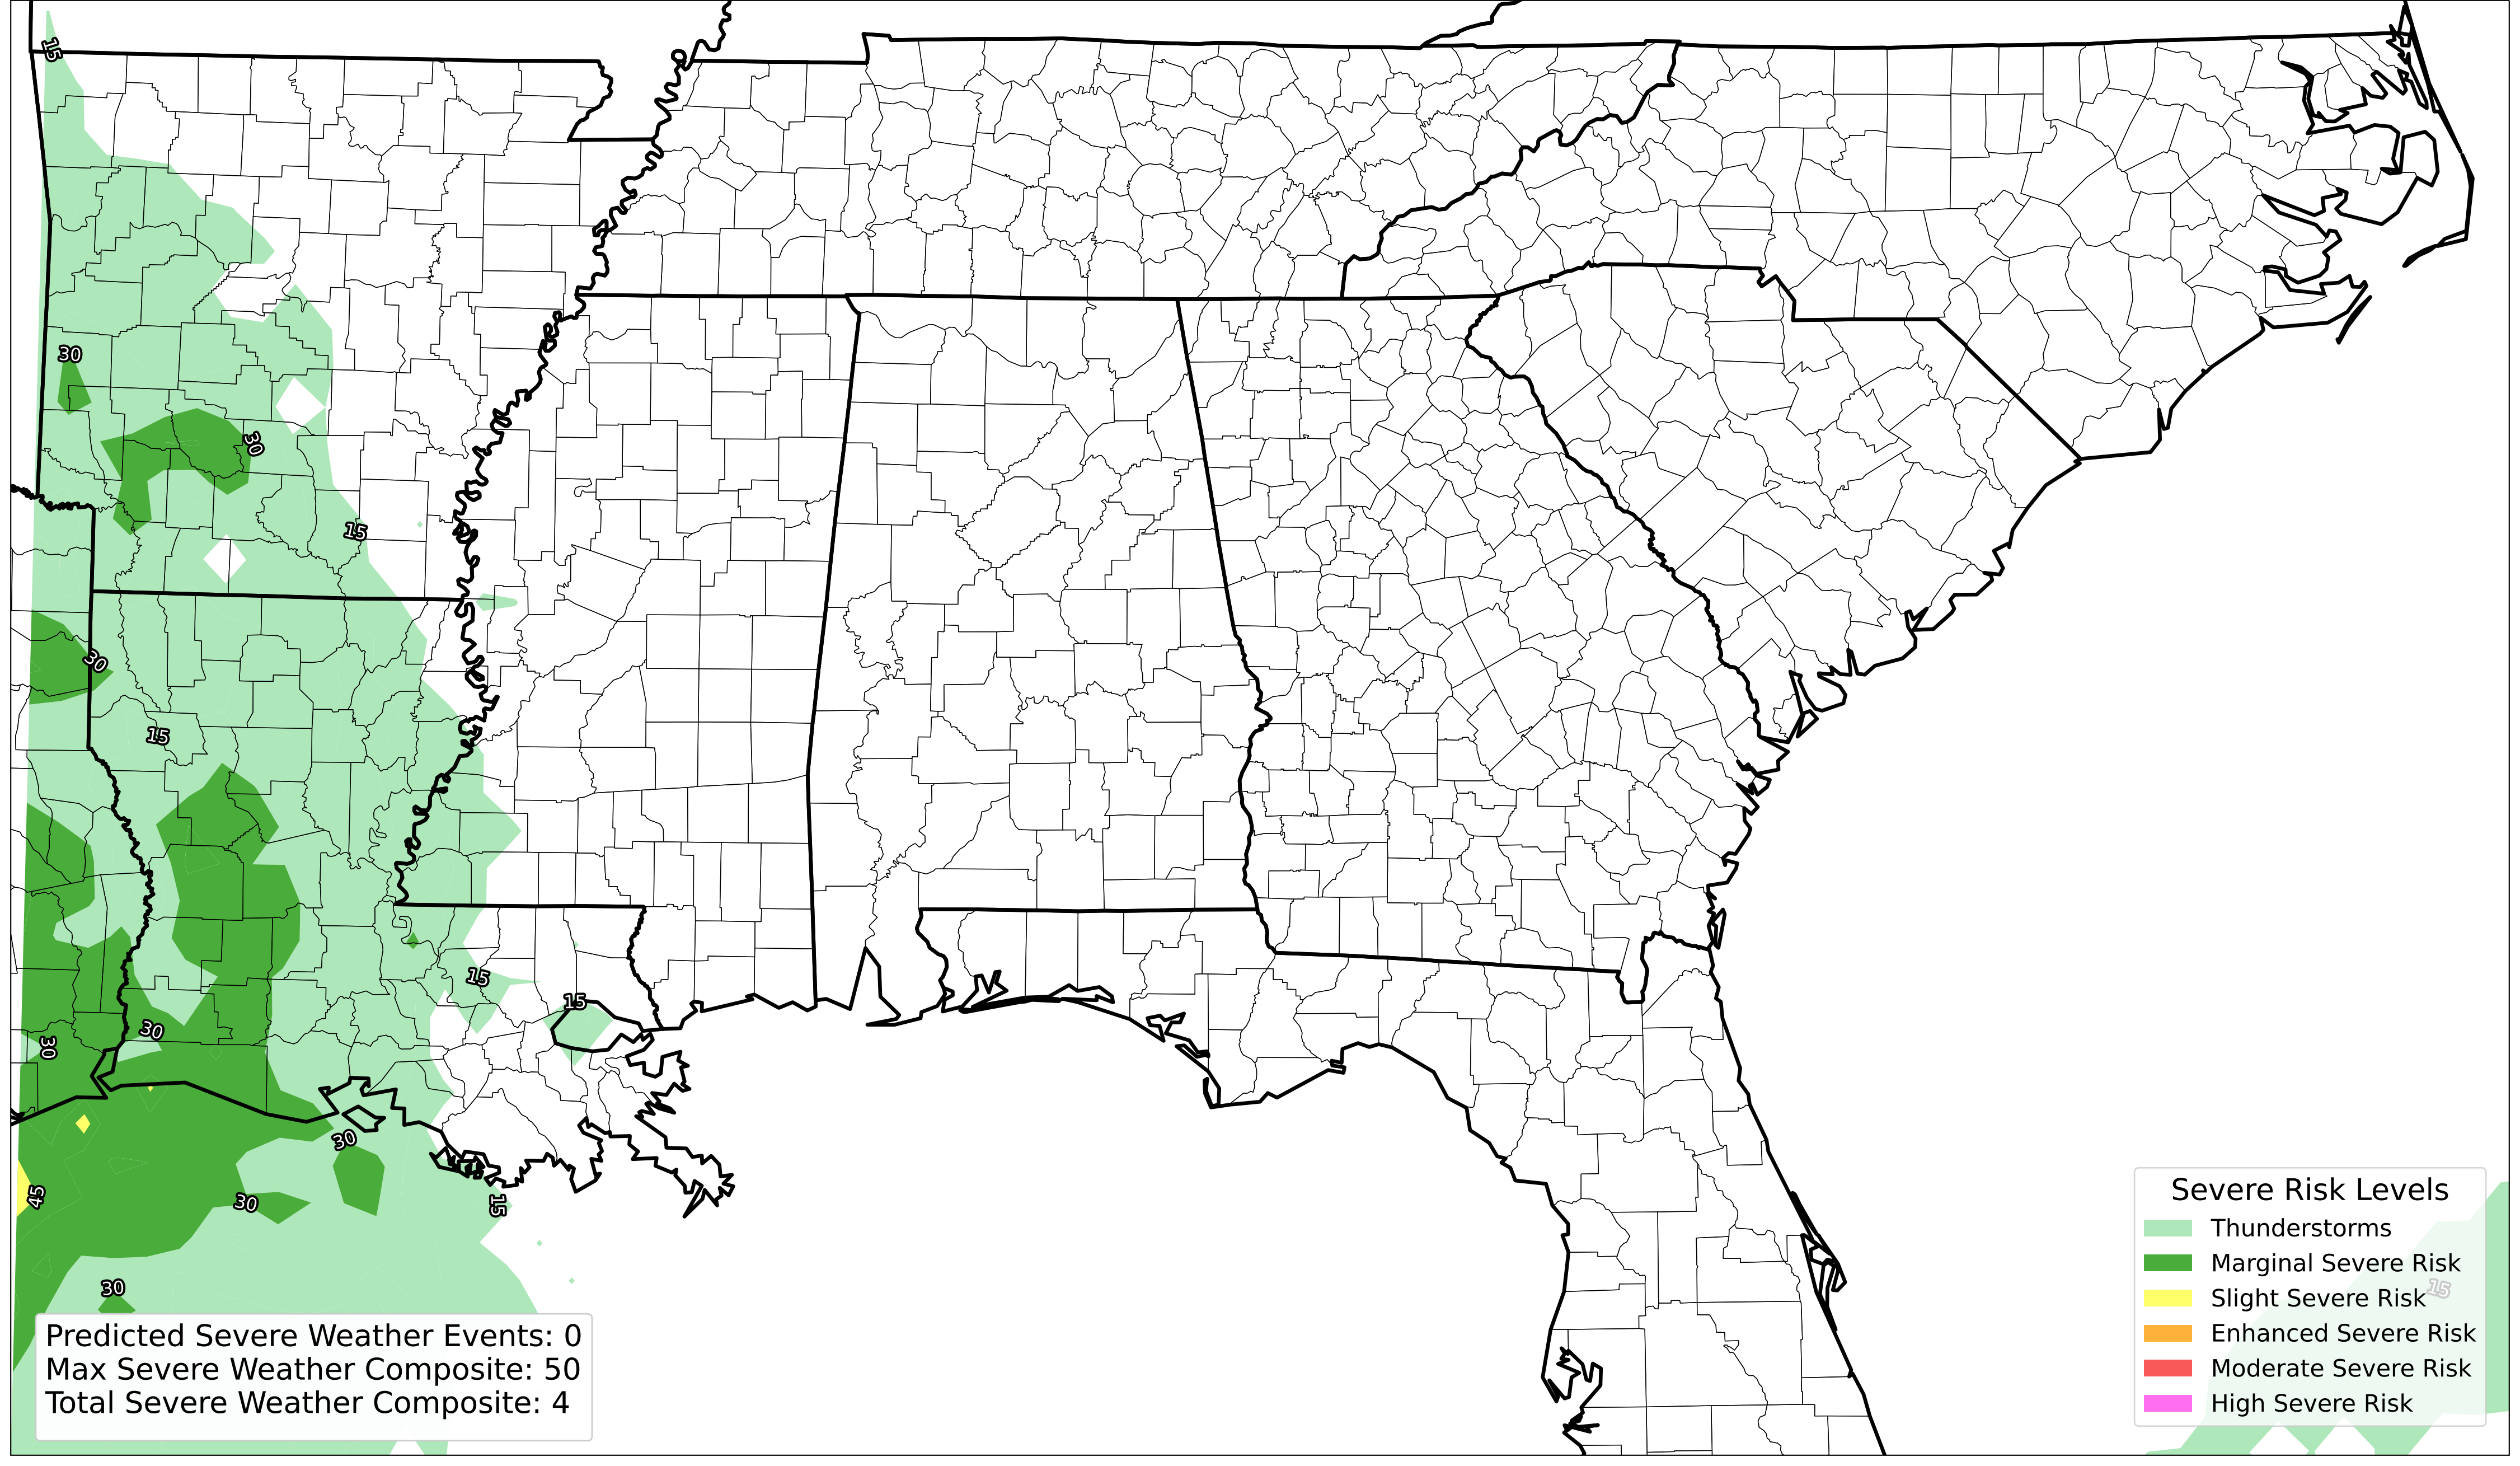 15
30
30
15
30
15
30
15
15
30
30
30
45
30
15
30
Severe Risk Levels
Thunderstorms
Marginal Severe Risk
Slight Severe Risk
Enhanced Severe Risk
Moderate Severe Risk
High Severe Risk
15
Predicted Severe Weather Events: 0
Max Severe Weather Composite: 50
Total Severe Weather Composite: 4